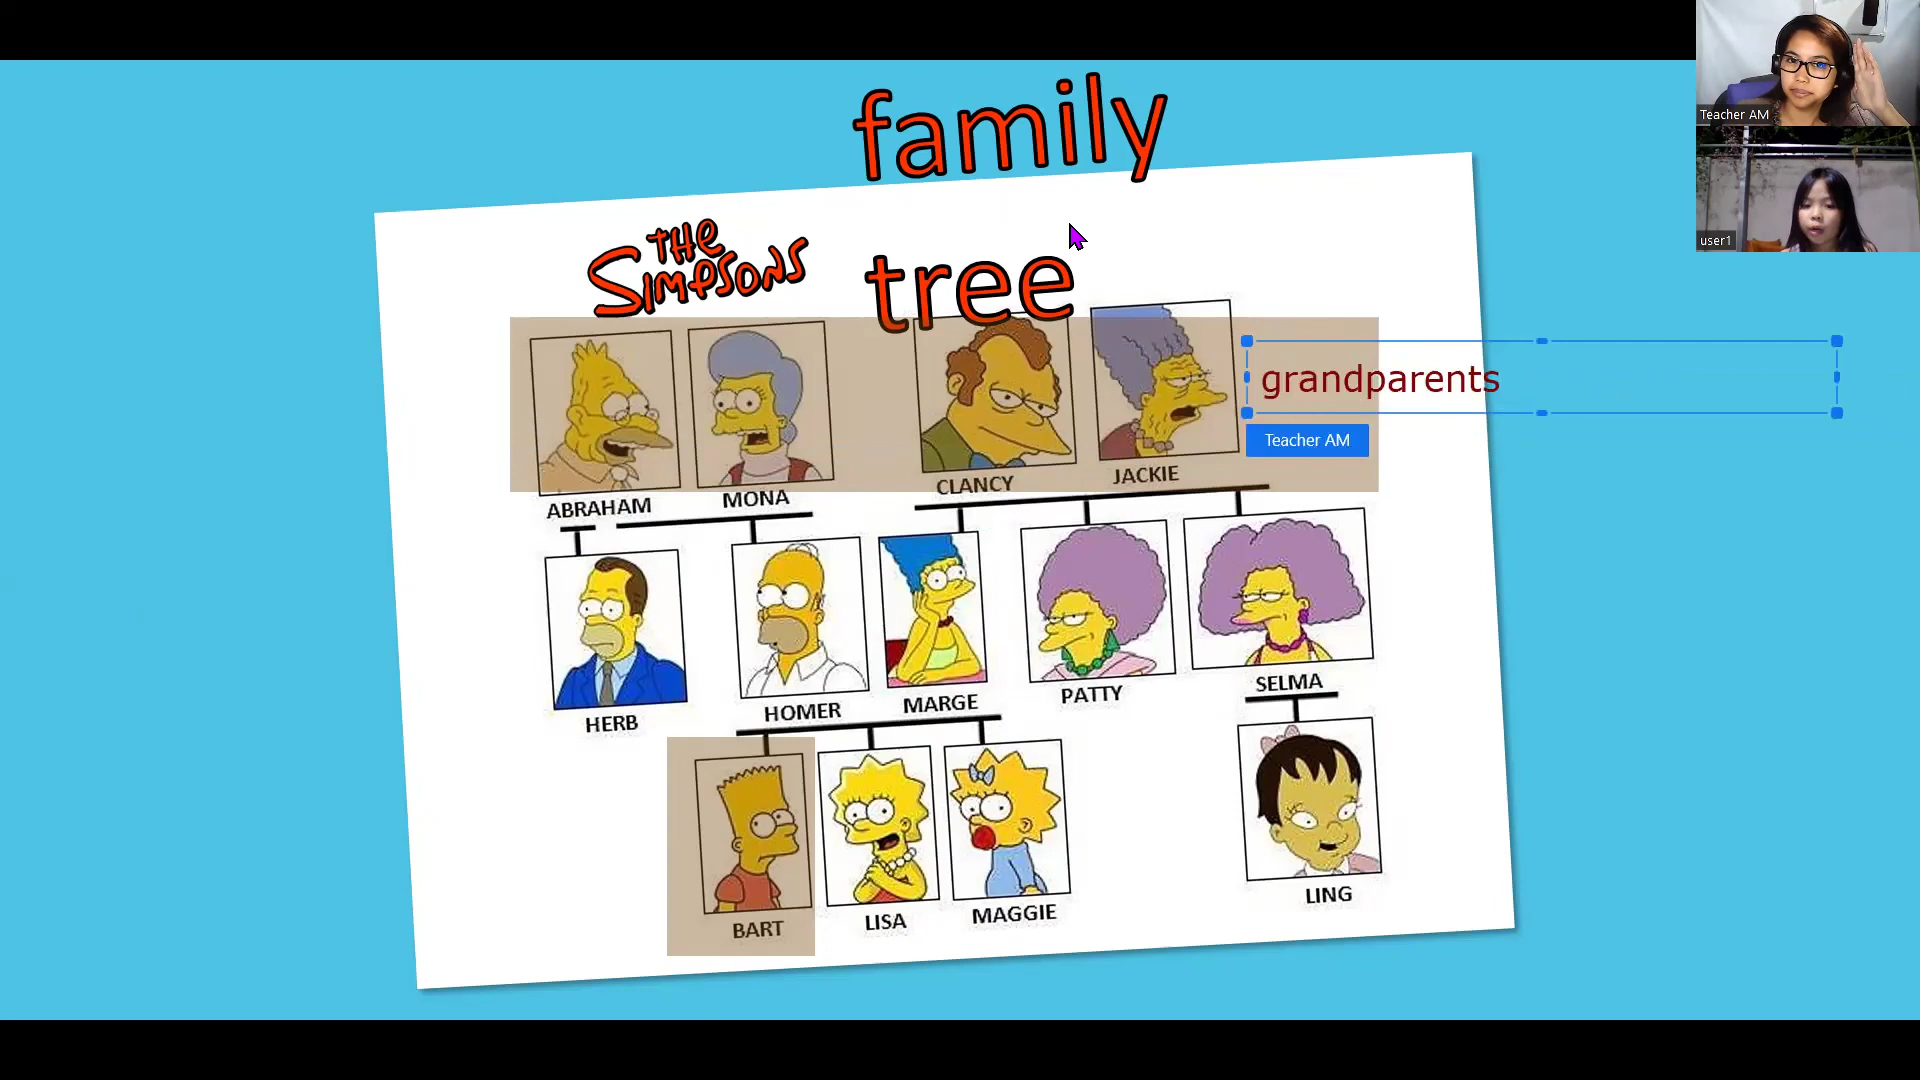 family
Teacher AM
user1
THE
SIMPSONS
tree
grandparents
Teacher AM
ABRAHAM
MONA
CLANCY
JACKIE
HERB
HOMER
MARGE
PATTY
SELMA
BART
LISA
MAGGIE
LING